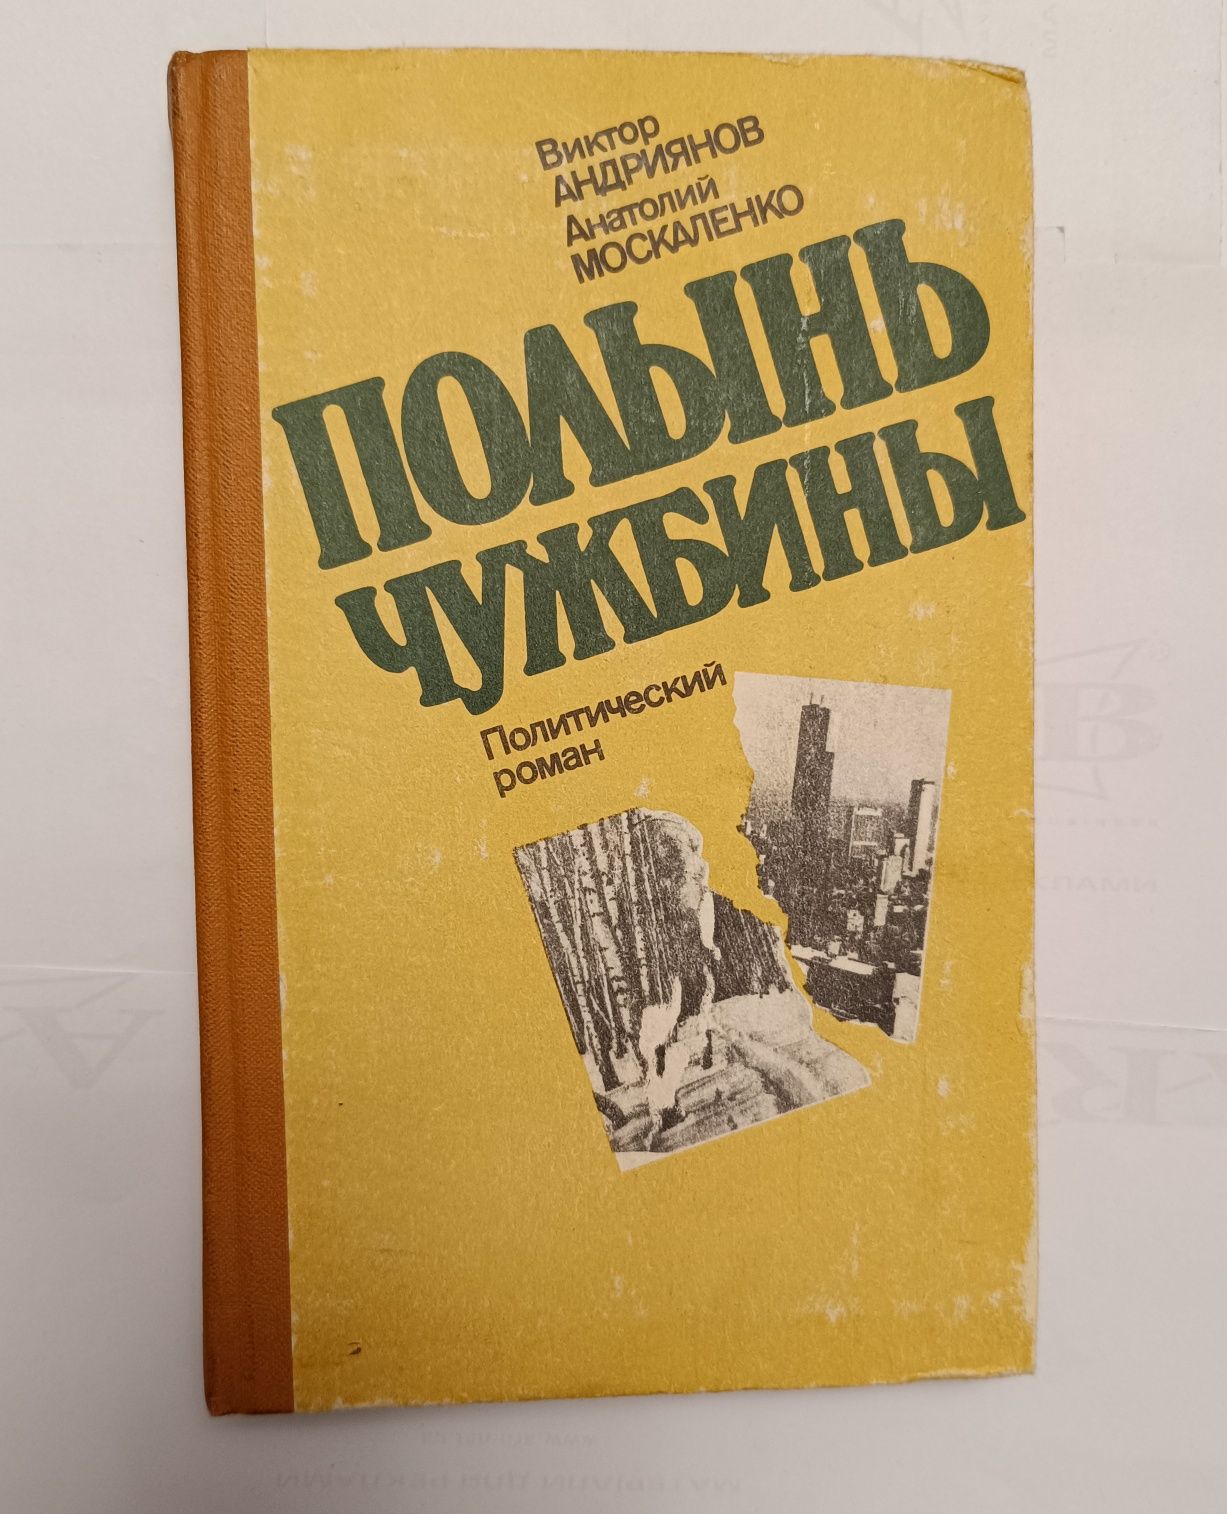 Виктор
АНДРИЯНОВ
Анатолий
МОСКАЛЕНКО
ПОЛЫНЬ
ЧУЖБИНЫ
Политический
роман